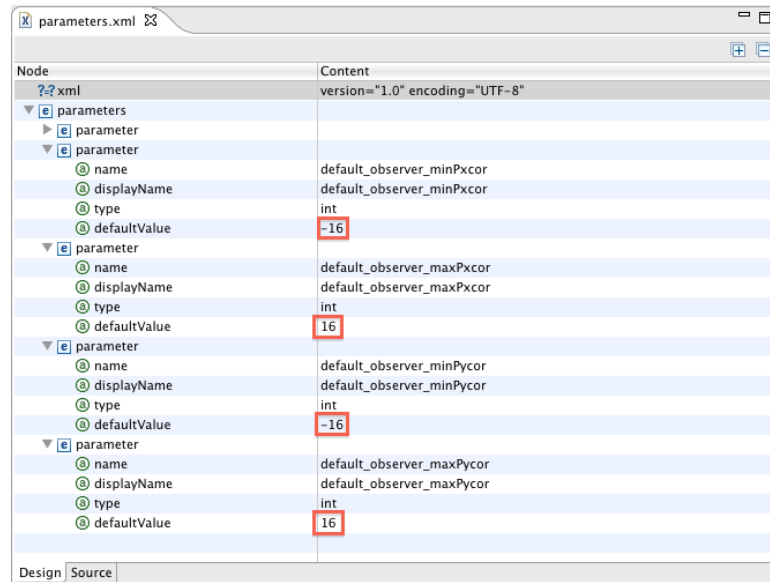 parameters.xml
Node Content
?=? xml version="1.0" encoding="UTF-8"
e parameters
e parameter
e parameter
a name default_observer_minPxcor
a displayName default_observer_minPxcor
a type int
a defaultValue -16
e parameter
a name default_observer_maxPxcor
a displayName default_observer_maxPxcor
a type int
a defaultValue 16
e parameter
a name default_observer_minPycor
a displayName default_observer_minPycor
a type int
a defaultValue -16
e parameter
a name default_observer_maxPycor
a displayName default_observer_maxPycor
a type int
a defaultValue 16
Design Source